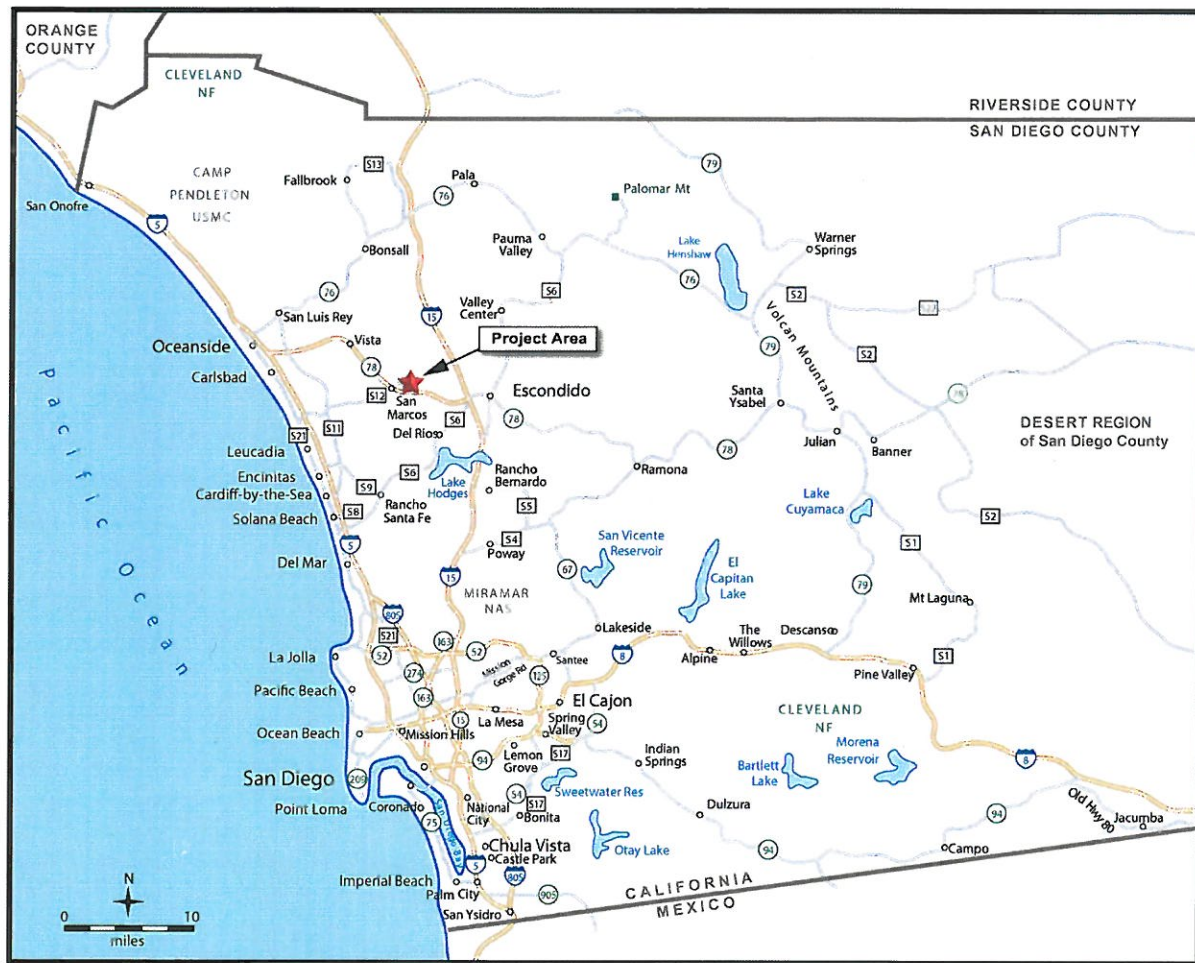 ORANGE
COUNTY
CLEVELAND
NF
RIVERSIDE COUNTY
SAN DIEGO COUNTY
CAMP
PENDLETON
USMC
S13
Fallbrook
Pala
76
79
Palomar Mt
San Onofre
5
Bonsall
Pauma
Valley
Lake
Henshaw
Warner
Springs
76
76
S6
S2
Valley
Center
San Luis Rey
15
Volcan Mountains
Project Area
Oceanside
Vista
79
S2
Carlsbad
78
S12
San
Marcos
Escondido
78
Santa
Ysabel
S6
Del Rios
78
Julian
Banner
DESERT REGION
of San Diego County
S11
S21
Leucadia
78
Encinitas
S6
Lake
Hodges
Rancho
Bernardo
Ramona
Cardiff-by-the-Sea
S9
Rancho
Santa Fe
Lake
Cuyamaca
Solana Beach
S8
S5
S2
Pacific Ocean
5
S4
Poway
San Vicente
Reservoir
S1
Del Mar
67
El
Capitan
Lake
15
MIRAMAR
NAS
79
Mt Laguna
805
S21
163
Lakeside
The
Willows
Descanso
La Jolla
52
52
Mission
Gorge Rd
Santee
8
Alpine
S1
274
125
Pine Valley
Pacific Beach
163
El Cajon
15
La Mesa
CLEVELAND
NF
Ocean Beach
Mission Hills
Spring
Valley
54
94
Lemon
Grove
S17
Indian
Springs
Bartlett
Lake
Morena
Reservoir
8
San Diego
209
Sweetwater Res
Point Loma
Coronado
San Diego Bay
National
City
54
S17
Bonita
Dulzura
94
Old Hwy 80
Jacumba
75
Chula Vista
Castle Park
Otay Lake
94
Campo
Imperial Beach
5
Palm City
805
905
CALIFORNIA
MEXICO
San Ysidro
N
0 10
miles